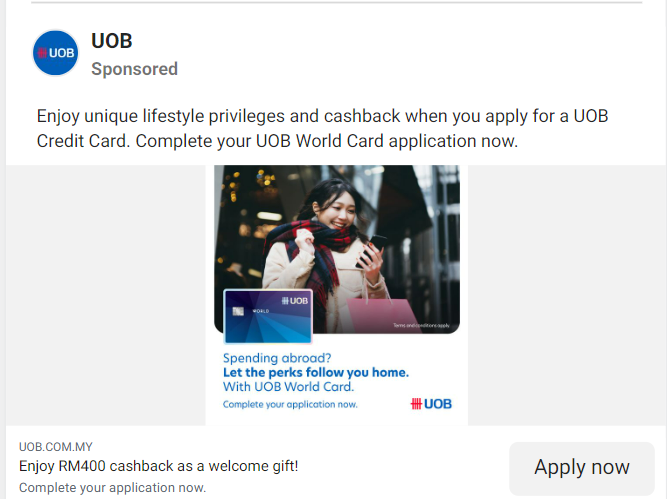 UOB
UOB
Sponsored
Enjoy unique lifestyle privileges and cashback when you apply for a UOB
Credit Card. Complete your UOB World Card application now.
UOB
WORLD
Terms and conditions apply.
Spending abroad?
Let the perks follow you home.
With UOB World Card.
Complete your application now.
UOB
UOB.COM.MY
Enjoy RM400 cashback as a welcome gift!
Complete your application now.
Apply now